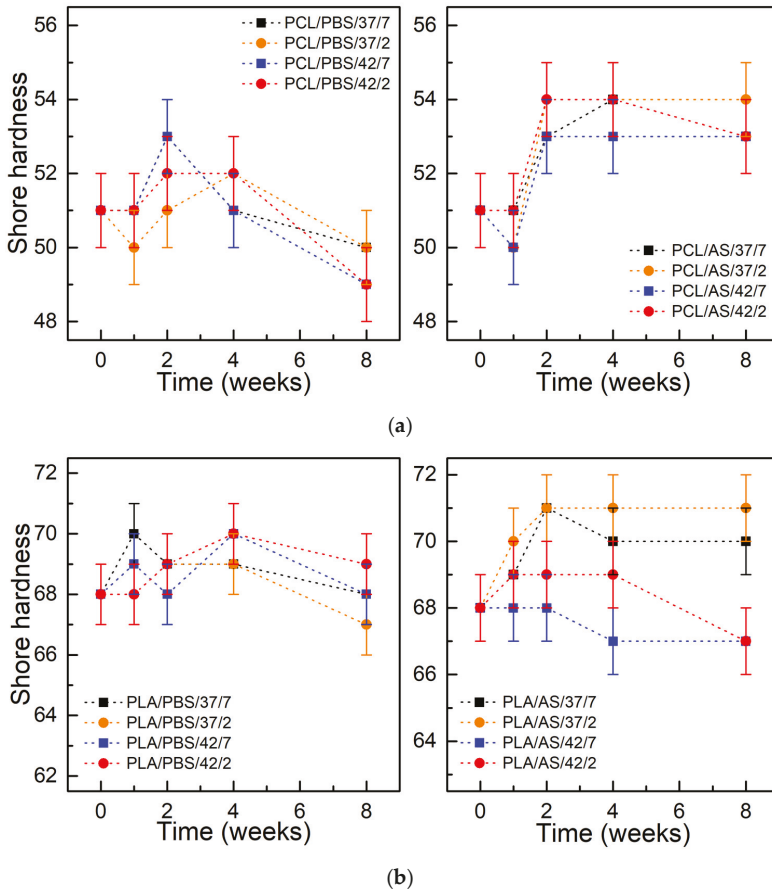 56
54
52
50
48
Shore hardness
PCL/PBS/37/7
PCL/PBS/37/2
PCL/PBS/42/7
PCL/PBS/42/2
0 2 4 6 8
Time (weeks)
56
54
52
50
48
PCL/AS/37/7
PCL/AS/37/2
PCL/AS/42/7
PCL/AS/42/2
0 2 4 6 8
Time (weeks)
(a)
72
70
68
66
64
62
Shore hardness
PLA/PBS/37/7
PLA/PBS/37/2
PLA/PBS/42/7
PLA/PBS/42/2
0 2 4 6 8
Time (weeks)
72
70
68
66
64
PLA/AS/37/7
PLA/AS/37/2
PLA/AS/42/7
PLA/AS/42/2
0 2 4 6 8
Time (weeks)
(b)